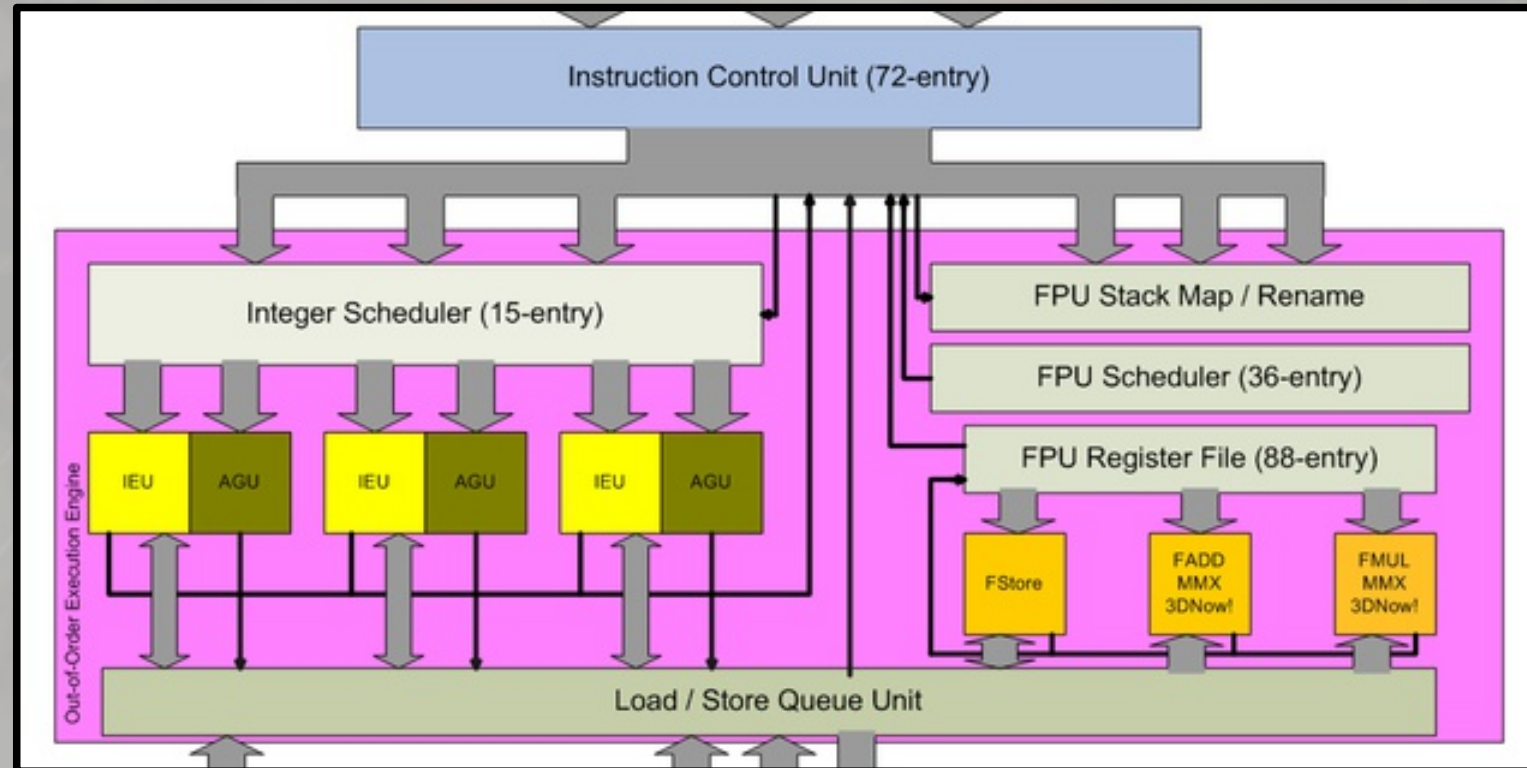 Instruction Control Unit (72-entry)
Integer Scheduler (15-entry)
FPU Stack Map / Rename
FPU Scheduler (36-entry)
FPU Register File (88-entry)
IEU
AGU
IEU
AGU
IEU
AGU
FStore
FADD
MMX
3DNow!
FMUL
MMX
3DNow!
Out-of-Order Execution Engine
Load / Store Queue Unit